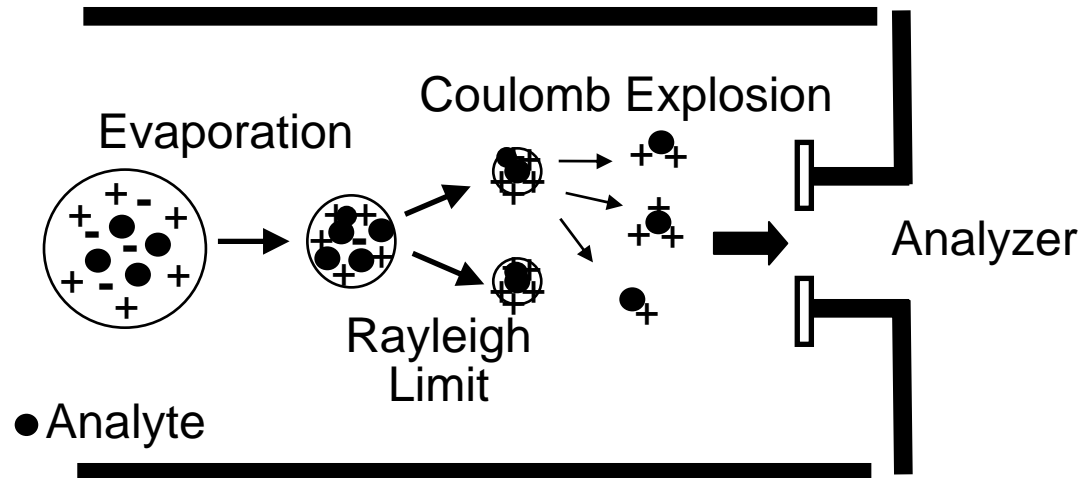 Coulomb Explosion
Evaporation
Analyzer
Rayleigh
Limit
Analyte